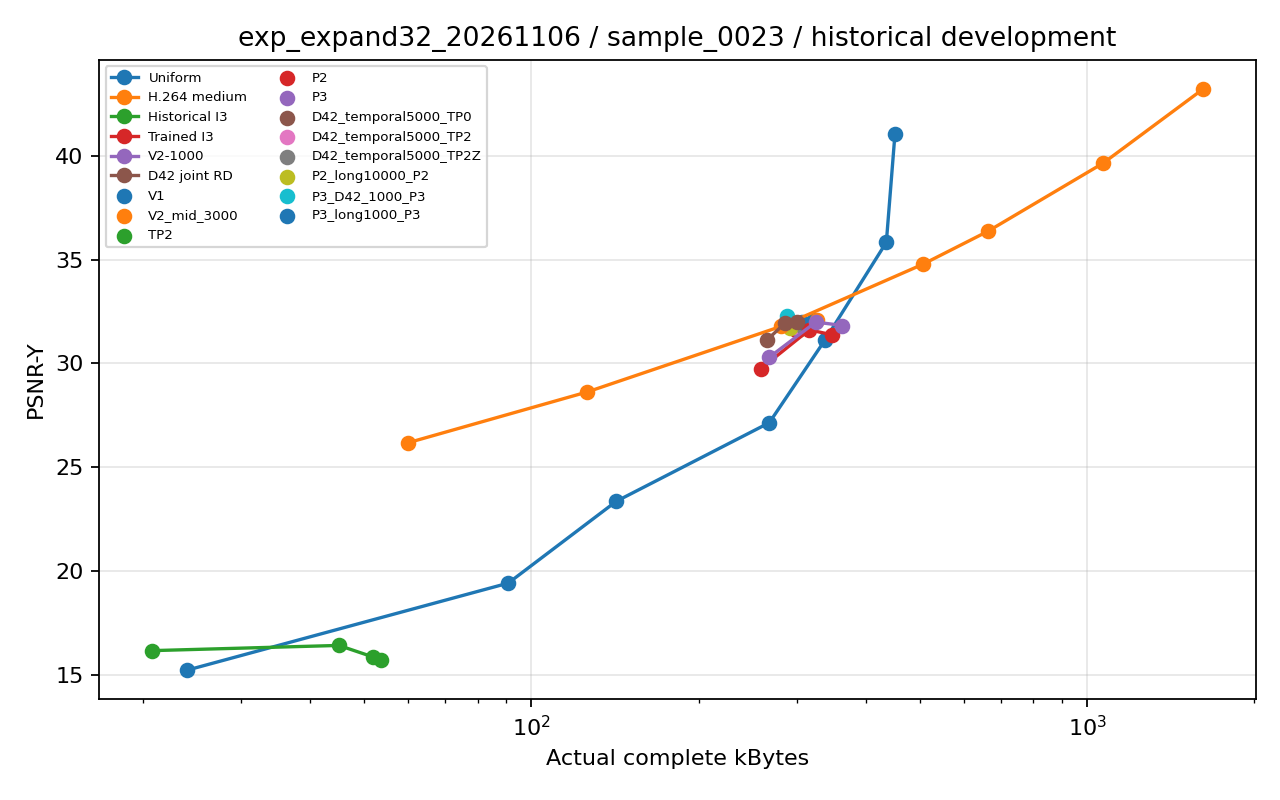 exp_expand32_20261106 / sample_0023 / historical development
Uniform
H.264 medium
Historical I3
Trained I3
V2-1000
D42 joint RD
V1
V2_mid_3000
TP2
P2
P3
D42_temporal5000_TP0
D42_temporal5000_TP2
D42_temporal5000_TP2Z
P2_long10000_P2
P3_D42_1000_P3
P3_long1000_P3
PSNR-Y
40
35
30
25
20
15
10²
10³
Actual complete kBytes